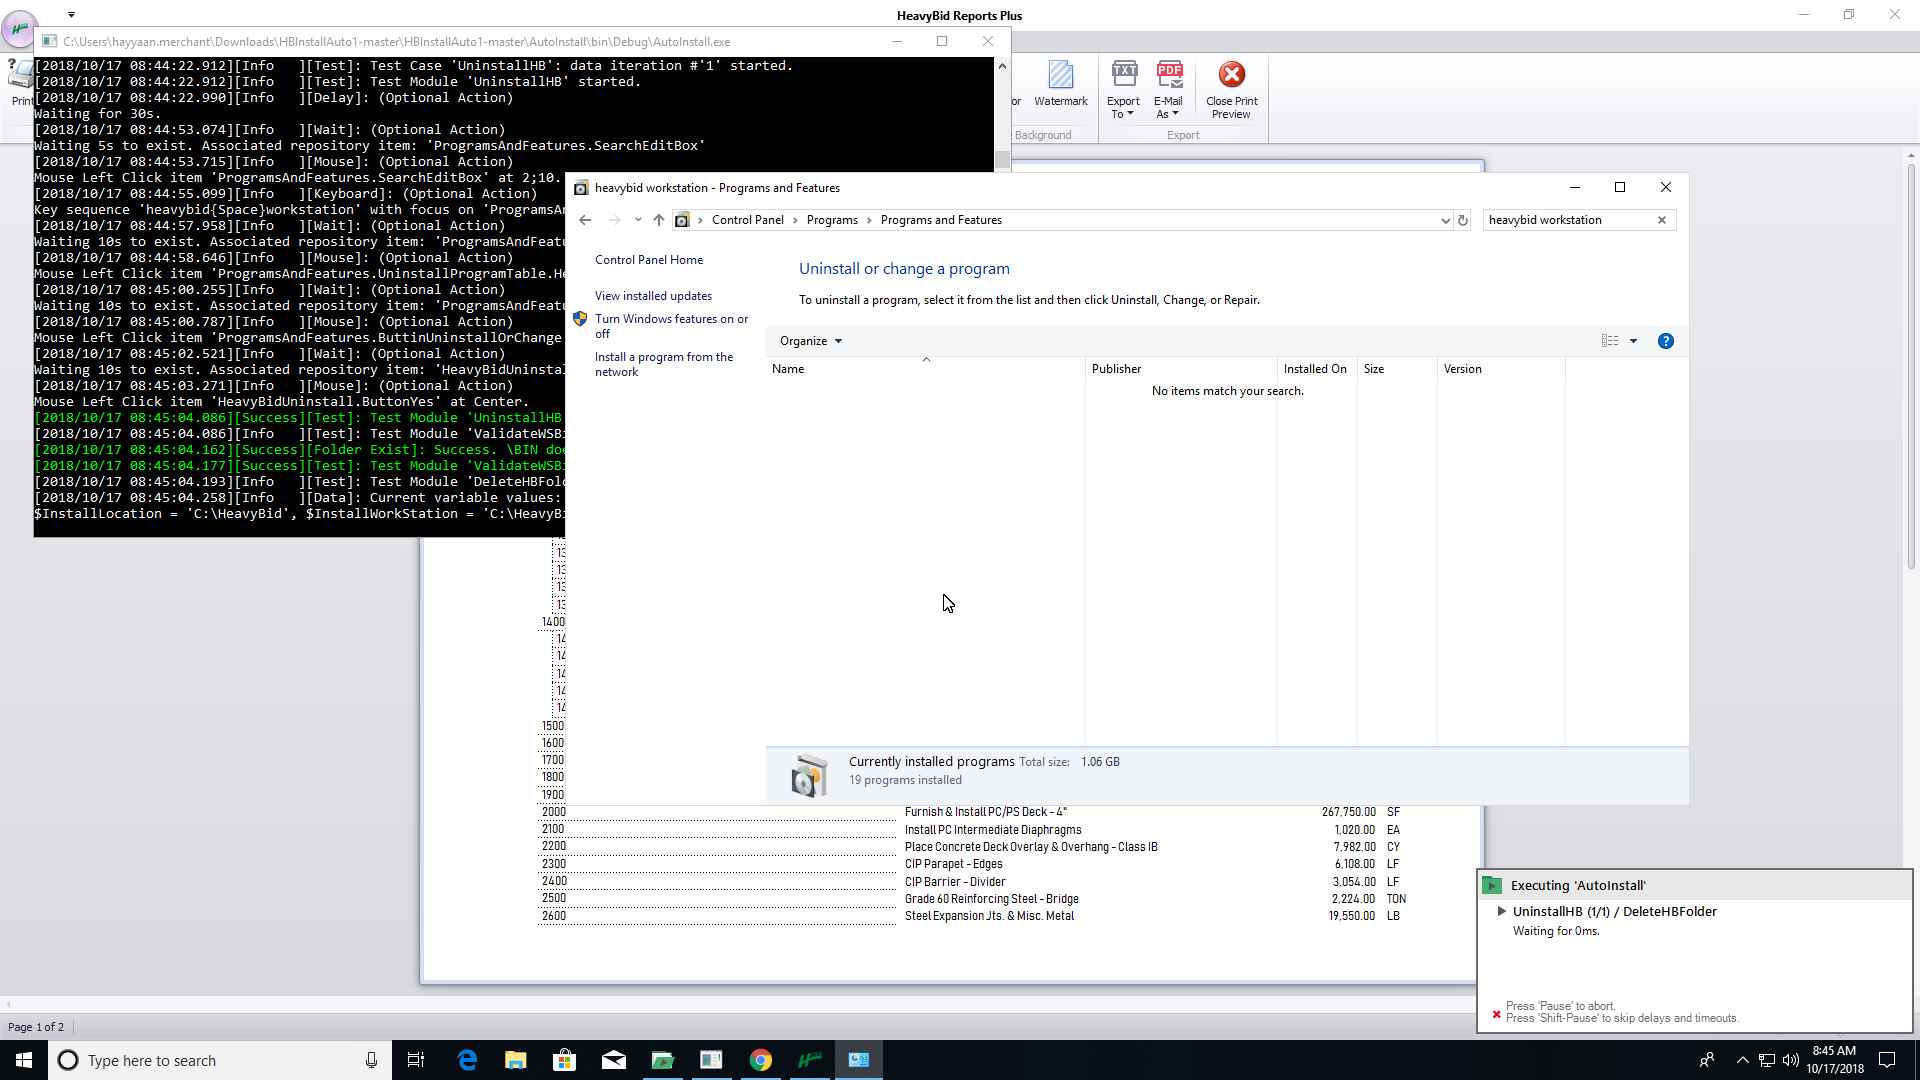 HeavyBid Reports Plus
C:\Users\hayyaan.merchant\Downloads\HBInstallAuto1-master\HBInstallAuto1-master\AutoInstall\bin\Debug\AutoInstall.exe
Print
[2018/10/17 08:44:22.912][Info   ][Test]: Test Case 'UninstallHB': data iteration #'1' started.
[2018/10/17 08:44:22.912][Info   ][Test]: Test Module 'UninstallHB' started.
[2018/10/17 08:44:22.990][Info   ][Delay]: (Optional Action)
Waiting for 30s.
[2018/10/17 08:44:53.074][Info   ][Wait]: (Optional Action)
Waiting 5s to exist. Associated repository item: 'ProgramsAndFeatures.SearchEditBox'
[2018/10/17 08:44:53.715][Info   ][Mouse]: (Optional Action)
Mouse Left Click item 'ProgramsAndFeatures.SearchEditBox' at 2;10.
[2018/10/17 08:44:55.099][Info   ][Keyboard]: (Optional Action)
Key sequence 'heavybid{Space}workstation' with focus on 'ProgramsAn
[2018/10/17 08:44:57.958][Info   ][Wait]: (Optional Action)
Waiting 10s to exist. Associated repository item: 'ProgramsAndFeatu
[2018/10/17 08:44:58.646][Info   ][Mouse]: (Optional Action)
Mouse Left Click item 'ProgramsAndFeatures.UninstallProgramTable.He
[2018/10/17 08:45:00.255][Info   ][Wait]: (Optional Action)
Waiting 10s to exist. Associated repository item: 'ProgramsAndFeatu
[2018/10/17 08:45:00.787][Info   ][Mouse]: (Optional Action)
Mouse Left Click item 'ProgramsAndFeatures.ButtinUninstallOrChange
[2018/10/17 08:45:02.521][Info   ][Wait]: (Optional Action)
Waiting 10s to exist. Associated repository item: 'HeavyBidUninstal
[2018/10/17 08:45:03.271][Info   ][Mouse]: (Optional Action)
Mouse Left Click item 'HeavyBidUninstall.ButtonYes' at Center.
[2018/10/17 08:45:04.086][Success][Test]: Test Module 'UninstallHB
[2018/10/17 08:45:04.086][Info   ][Test]: Test Module 'ValidateWSBi
[2018/10/17 08:45:04.162][Success][Folder Exist]: Success. \BIN doe
[2018/10/17 08:45:04.177][Success][Test]: Test Module 'ValidateWSBi
[2018/10/17 08:45:04.193][Info   ][Test]: Test Module 'DeleteHBFold
[2018/10/17 08:45:04.258][Info   ][Data]: Current variable values:
$InstallLocation = 'C:\HeavyBid', $InstallWorkStation = 'C:\HeavyBi
or Watermark
Export To
E-Mail As
Close Print Preview
Background
Export
heavybid workstation - Programs and Features
Control Panel > Programs > Programs and Features
heavybid workstation
Control Panel Home
View installed updates
Turn Windows features on or
off
Install a program from the
network
Uninstall or change a program
To uninstall a program, select it from the list and then click Uninstall, Change, or Repair.
Organize
Name Publisher Installed On Size Version
No items match your search.
Currently installed programs Total size: 1.06 GB
19 programs installed
13
13
13
13
1400
14
14
14
14
14
1500
1600
1700
1800
1900
2000 Furnish & Install PC/PS Deck - 4" 267,750.00 SF
2100 Install PC Intermediate Diaphragms 1,020.00 EA
2200 Place Concrete Deck Overlay & Overhang - Class IB 7,982.00 CY
2300 CIP Parapet - Edges 6,108.00 LF
2400 CIP Barrier - Divider 3,054.00 LF
2500 Grade 60 Reinforcing Steel - Bridge 2,224.00 TON
2600 Steel Expansion Jts. & Misc. Metal 19,550.00 LB
Executing 'AutoInstall'
UninstallHB (1/1) / DeleteHBFolder
Waiting for 0ms.
Press 'Pause' to abort.
Press 'Shift-Pause' to skip delays and timeouts.
Page 1 of 2
Type here to search
8:45 AM
10/17/2018